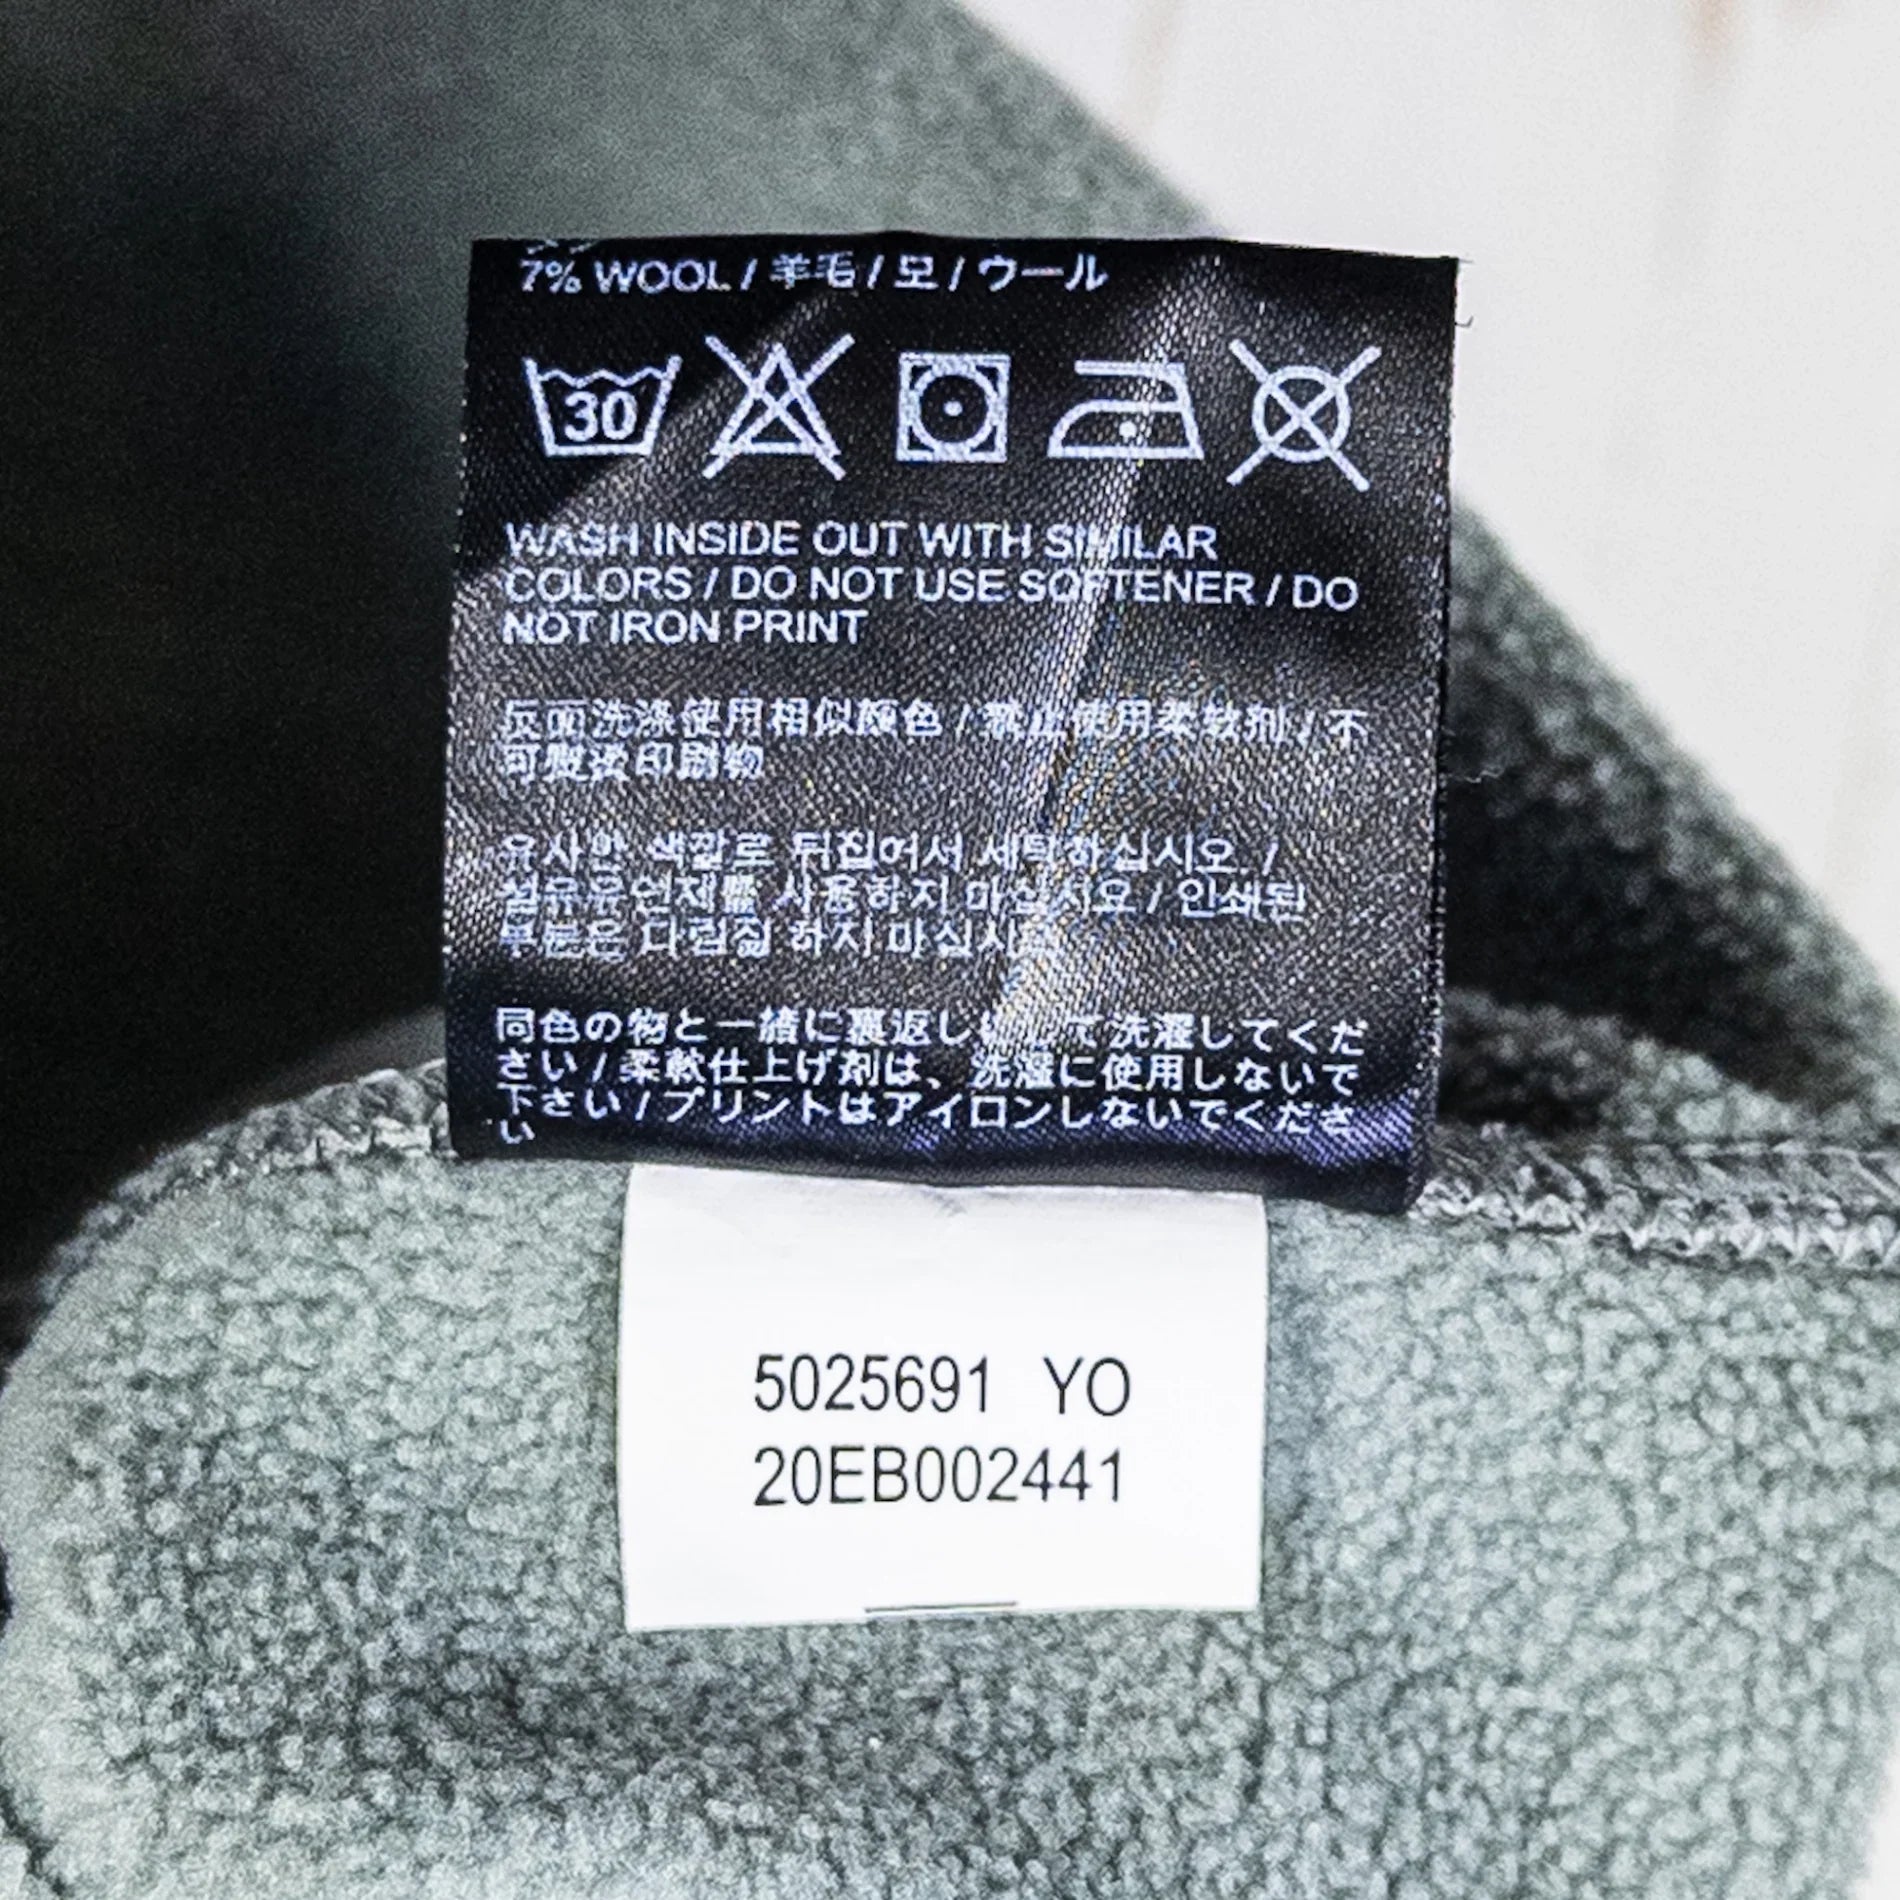 7% WOOL / 羊毛 / 모 / ウール
30
WASH INSIDE OUT WITH SIMILAR
COLORS / DO NOT USE SOFTENER / DO
NOT IRON PRINT
反面洗涤使用相似颜色 / 禁止使用柔软剂 / 不
可熨烫印刷物
유사한 색깔로 뒤집어서 세탁하십시오 /
섬유유연제를 사용하지 마십시요 / 인쇄된
부분은 다림질 하지 마십시오
同色の物と一緒に裏返しにして洗濯してくだ
さい / 柔軟仕上げ剤は、洗濯に使用しないで
下さい / プリントはアイロンしないでくださ
い
5025691 YO
20EB002441